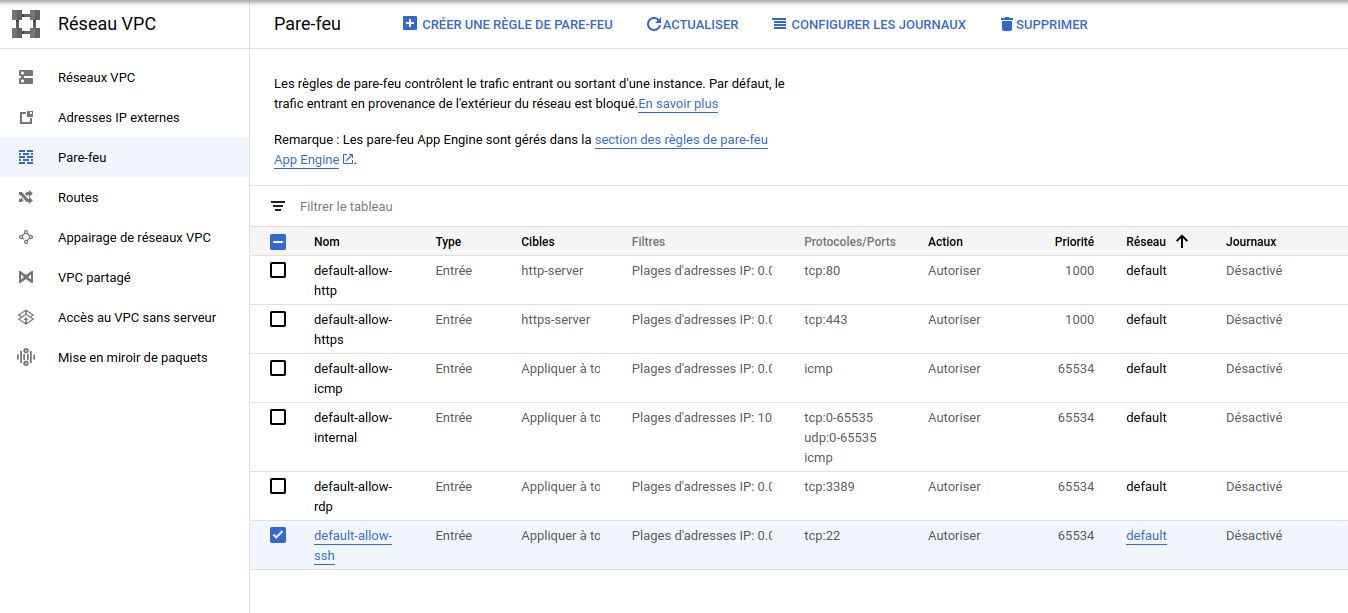 Réseau VPC
Pare-feu
CRÉER UNE RÈGLE DE PARE-FEU
ACTUALISER
CONFIGURER LES JOURNAUX
SUPPRIMER
Réseaux VPC
Adresses IP externes
Pare-feu
Routes
Appairage de réseaux VPC
VPC partagé
Accès au VPC sans serveur
Mise en miroir de paquets
Les règles de pare-feu contrôlent le trafic entrant ou sortant d'une instance. Par défaut, le
trafic entrant en provenance de l'extérieur du réseau est bloqué.En savoir plus
Remarque : Les pare-feu App Engine sont gérés dans la section des règles de pare-feu
App Engine.
Filtrer le tableau
Nom Type Cibles Filtres Protocoles/Ports Action Priorité Réseau Journaux
default-allow- Entrée http-server Plages d'adresses IP: 0.0 tcp:80 Autoriser 1000 default Désactivé
http
default-allow- Entrée https-server Plages d'adresses IP: 0.0 tcp:443 Autoriser 1000 default Désactivé
https
default-allow- Entrée Appliquer à to Plages d'adresses IP: 0.0 icmp Autoriser 65534 default Désactivé
icmp
default-allow- Entrée Appliquer à to Plages d'adresses IP: 10 tcp:0-65535 Autoriser 65534 default Désactivé
internal udp:0-65535
icmp
default-allow- Entrée Appliquer à to Plages d'adresses IP: 0.0 tcp:3389 Autoriser 65534 default Désactivé
rdp
default-allow- Entrée Appliquer à to Plages d'adresses IP: 0.0 tcp:22 Autoriser 65534 default Désactivé
ssh